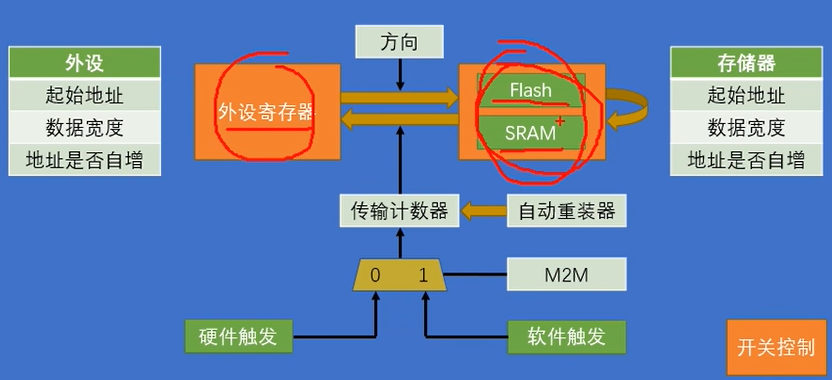 方向
外设
起始地址
数据宽度
地址是否自增
外设寄存器
Flash
SRAM
存储器
起始地址
数据宽度
地址是否自增
传输计数器
自动重装器
0 1
M2M
硬件触发
软件触发
开关控制